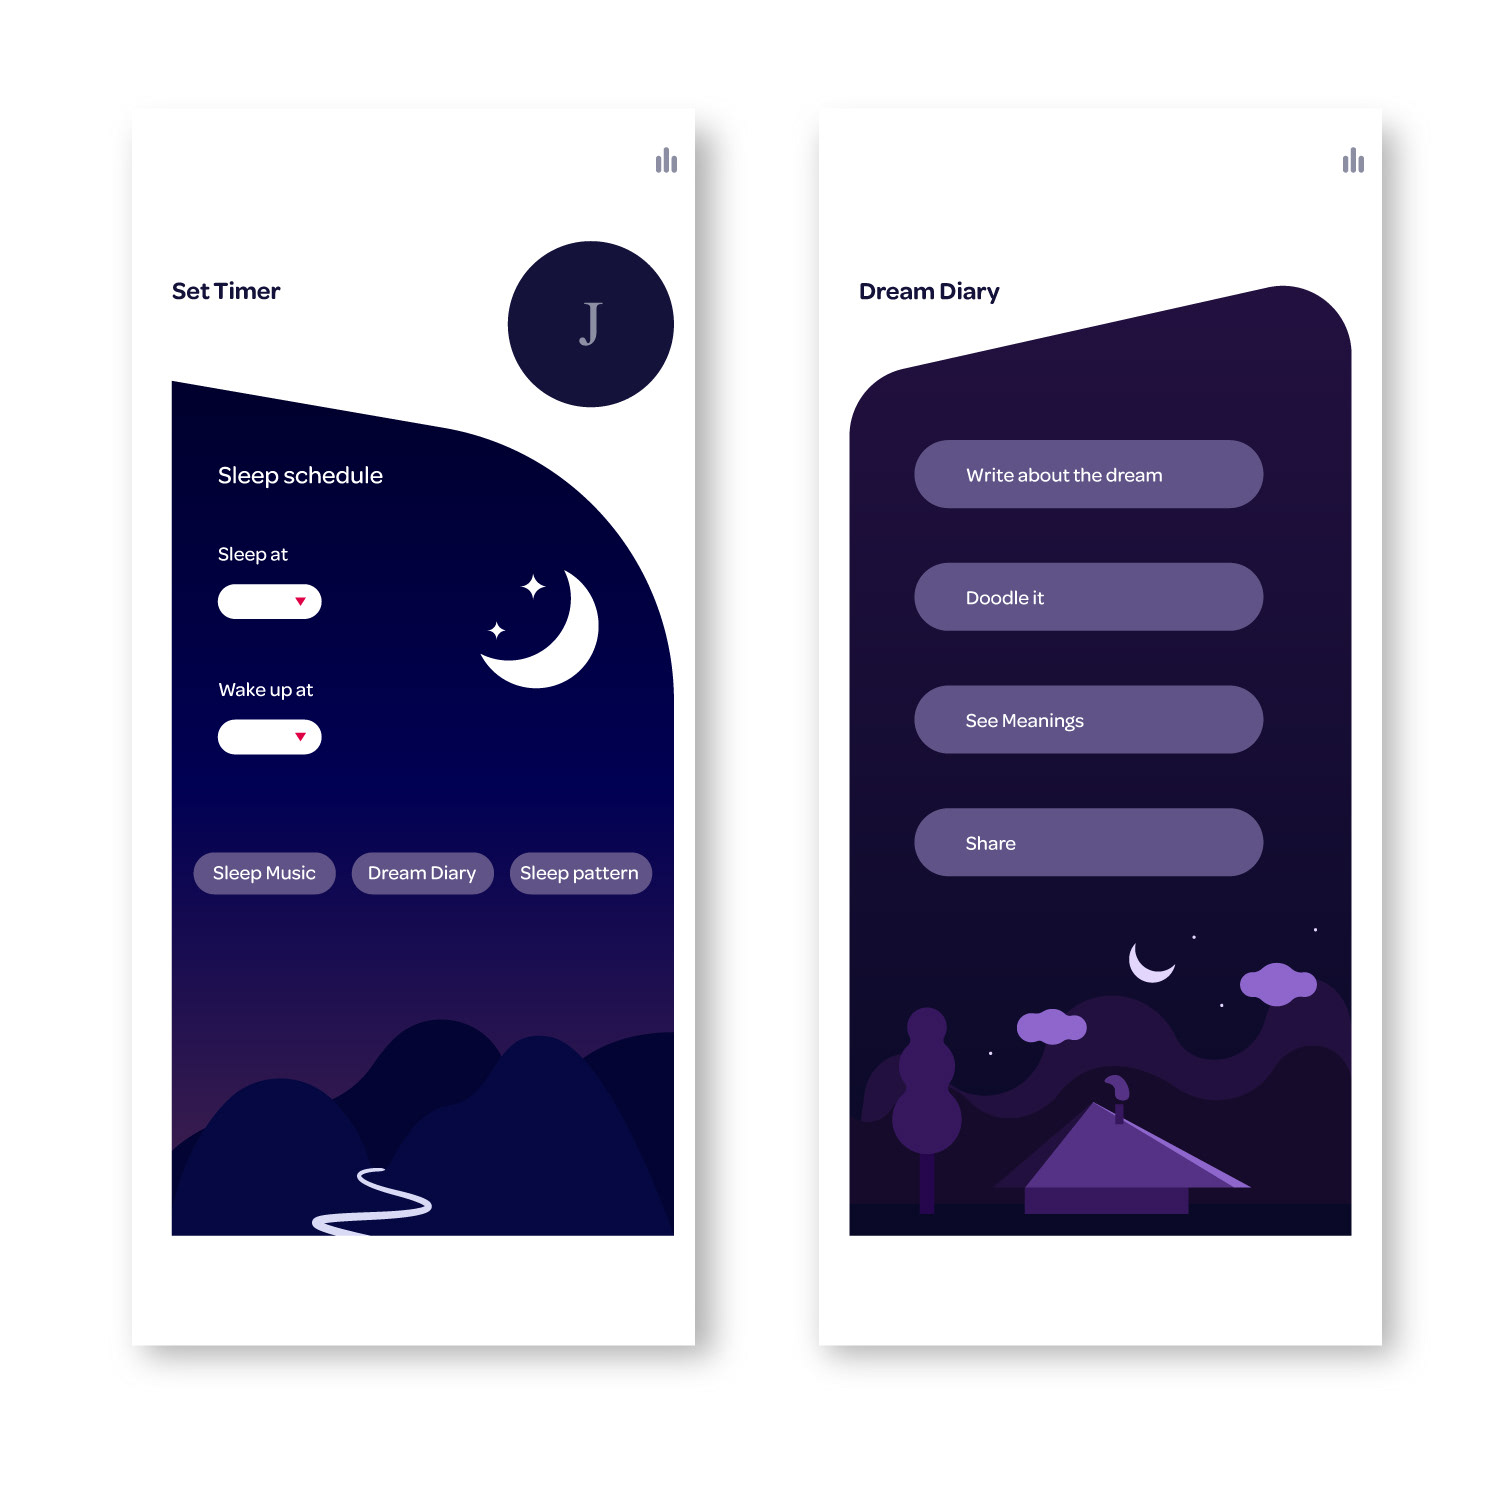 Set Timer
J
Sleep schedule
Sleep at
Wake up at
Sleep Music
Dream Diary
Sleep pattern
Dream Diary
Write about the dream
Doodle it
See Meanings
Share